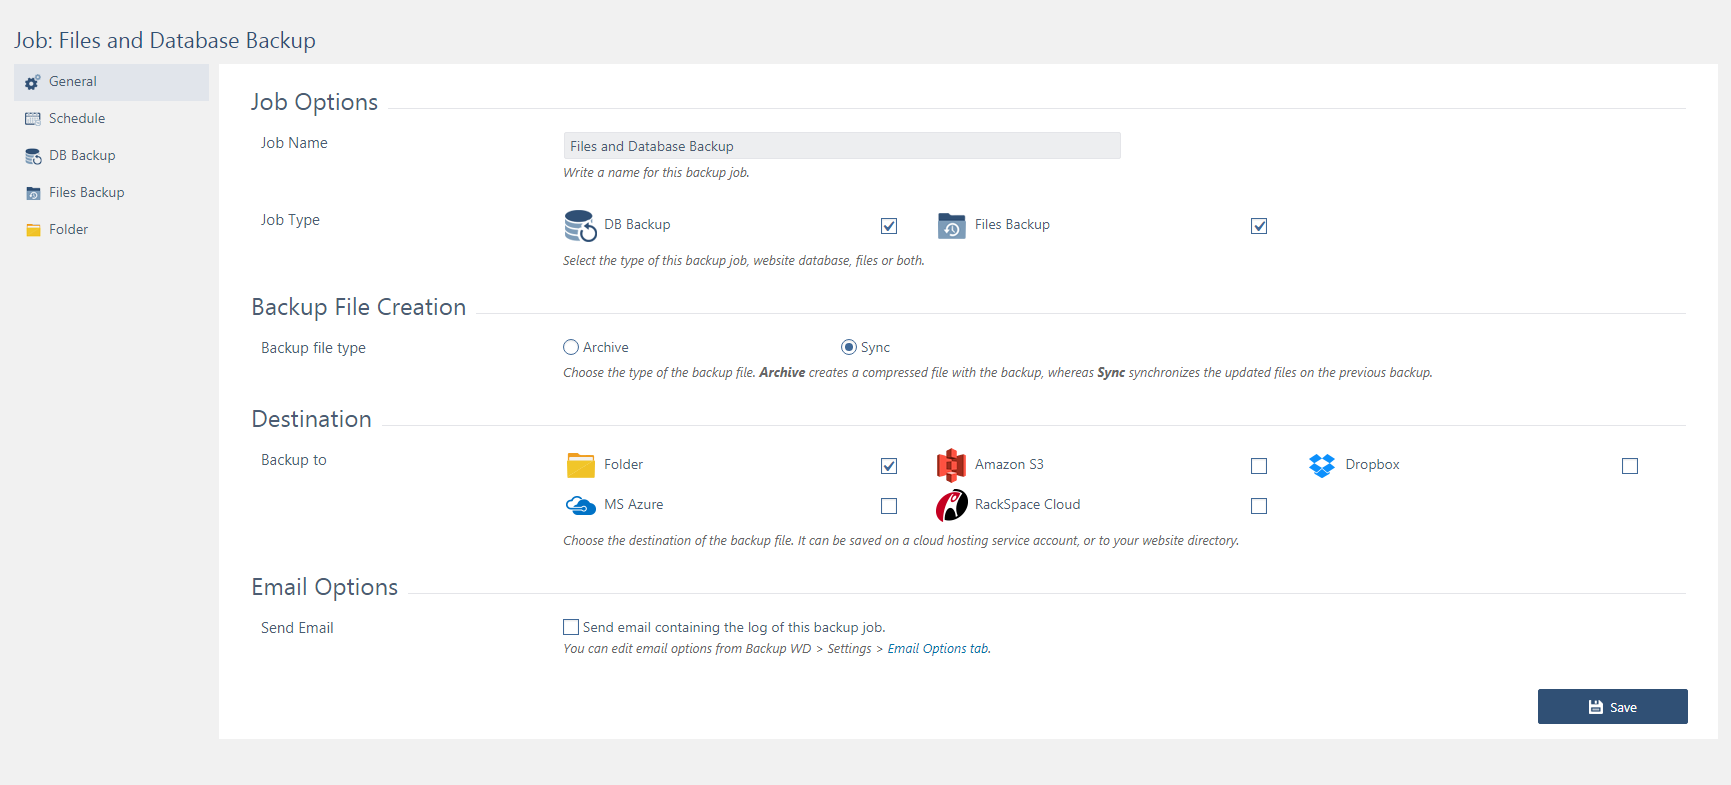 Job: Files and Database Backup
General
Schedule
DB Backup
Files Backup
Folder
Job Options
Job Name
Files and Database Backup
Write a name for this backup job.
Job Type
DB Backup
Files Backup
Select the type of this backup job, website database, files or both.
Backup File Creation
Backup file type
Archive
Sync
Choose the type of the backup file. Archive creates a compressed file with the backup, whereas Sync synchronizes the updated files on the previous backup.
Destination
Backup to
Folder
Amazon S3
Dropbox
MS Azure
RackSpace Cloud
Choose the destination of the backup file. It can be saved on a cloud hosting service account, or to your website directory.
Email Options
Send Email
Send email containing the log of this backup job.
You can edit email options from Backup WD > Settings > Email Options tab.
Save